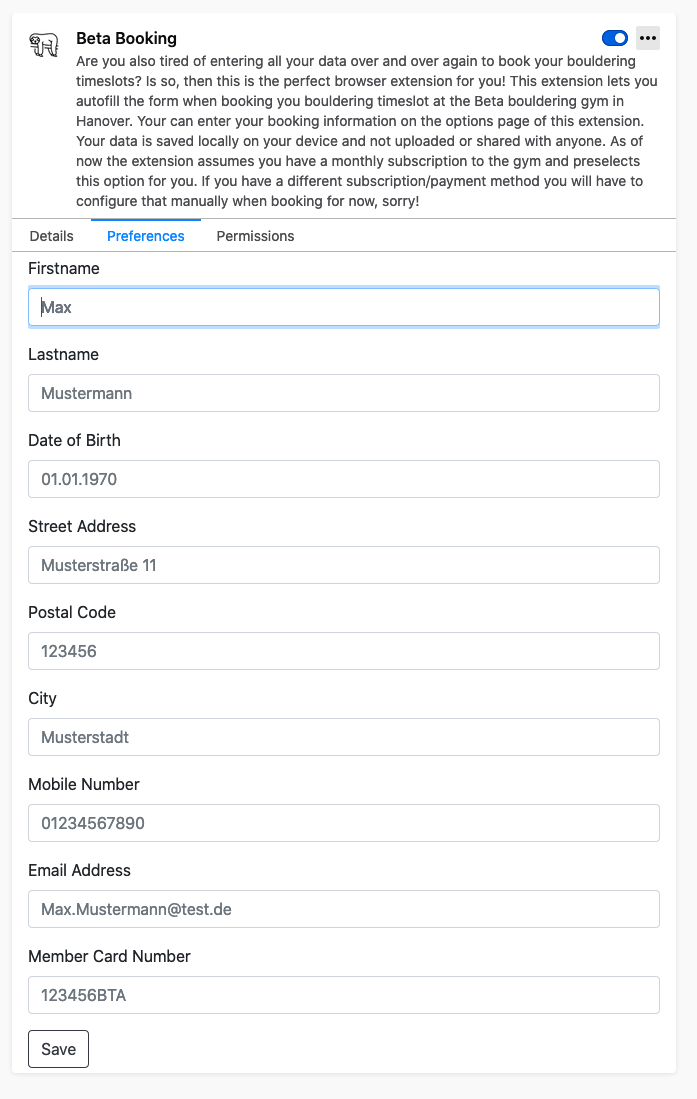 Beta Booking
Are you also tired of entering all your data over and over again to book your bouldering
timeslots? Is so, then this is the perfect browser extension for you! This extension lets you
autofill the form when booking you bouldering timeslot at the Beta bouldering gym in
Hanover. Your can enter your booking information on the options page of this extension.
Your data is saved locally on your device and not uploaded or shared with anyone. As of
now the extension assumes you have a monthly subscription to the gym and preselects
this option for you. If you have a different subscription/payment method you will have to
configure that manually when booking for now, sorry!
Details Preferences Permissions
Firstname
Max
Lastname
Mustermann
Date of Birth
01.01.1970
Street Address
Musterstraße 11
Postal Code
123456
City
Musterstadt
Mobile Number
01234567890
Email Address
Max.Mustermann@test.de
Member Card Number
123456BTA
Save